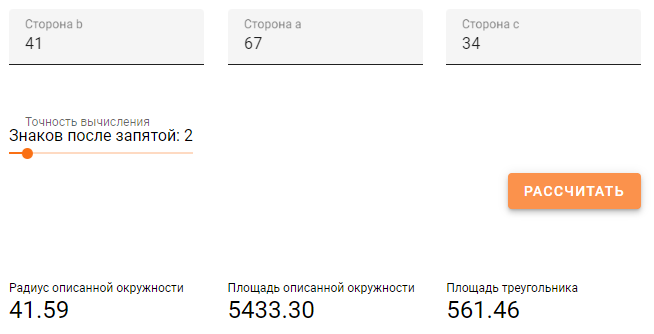 Сторона b
Сторона a
Сторона c
41
67
34
Точность вычисления
Знаков после запятой: 2
РАССЧИТАТЬ
Радиус описанной окружности
Площадь описанной окружности
Площадь треугольника
41.59
5433.30
561.46